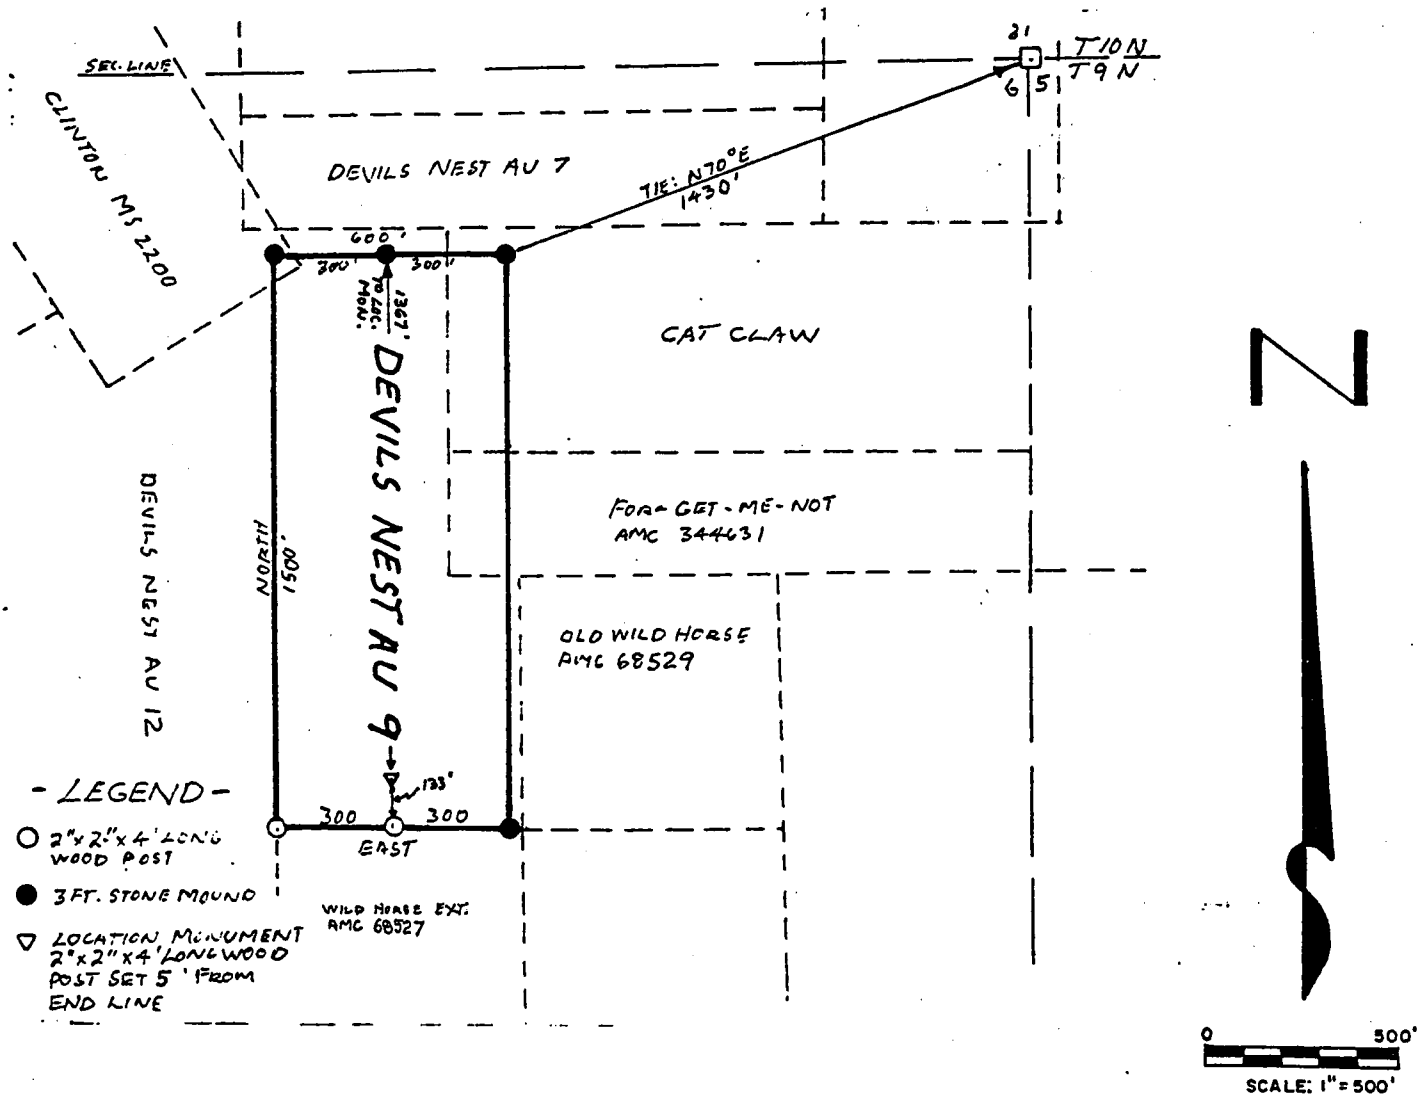 31
T10N
SEC. LINE
T9N
6 5
CLINTON MS 2200
DEVILS NEST AU 7
TIE: N70°E
1430'
600'
300' 300'
1367'
TO LOC.
MON.
CAT CLAW
N
DEVILS NEST AU 9
DEVILS NEST AU 12
NORTH
1500'
FOR-GET-ME-NOT
AMC 344631
OLD WILD HORSE
AMC 68529
133'
300 300
EAST
WILD HORSE EXT.
AMC 68527
- LEGEND -
2"x2"x4' LONG
WOOD POST
3 FT. STONE MOUND
LOCATION MONUMENT
2"x2"x4' LONG WOOD
POST SET 5' FROM
END LINE
0 500'
SCALE: 1"=500'